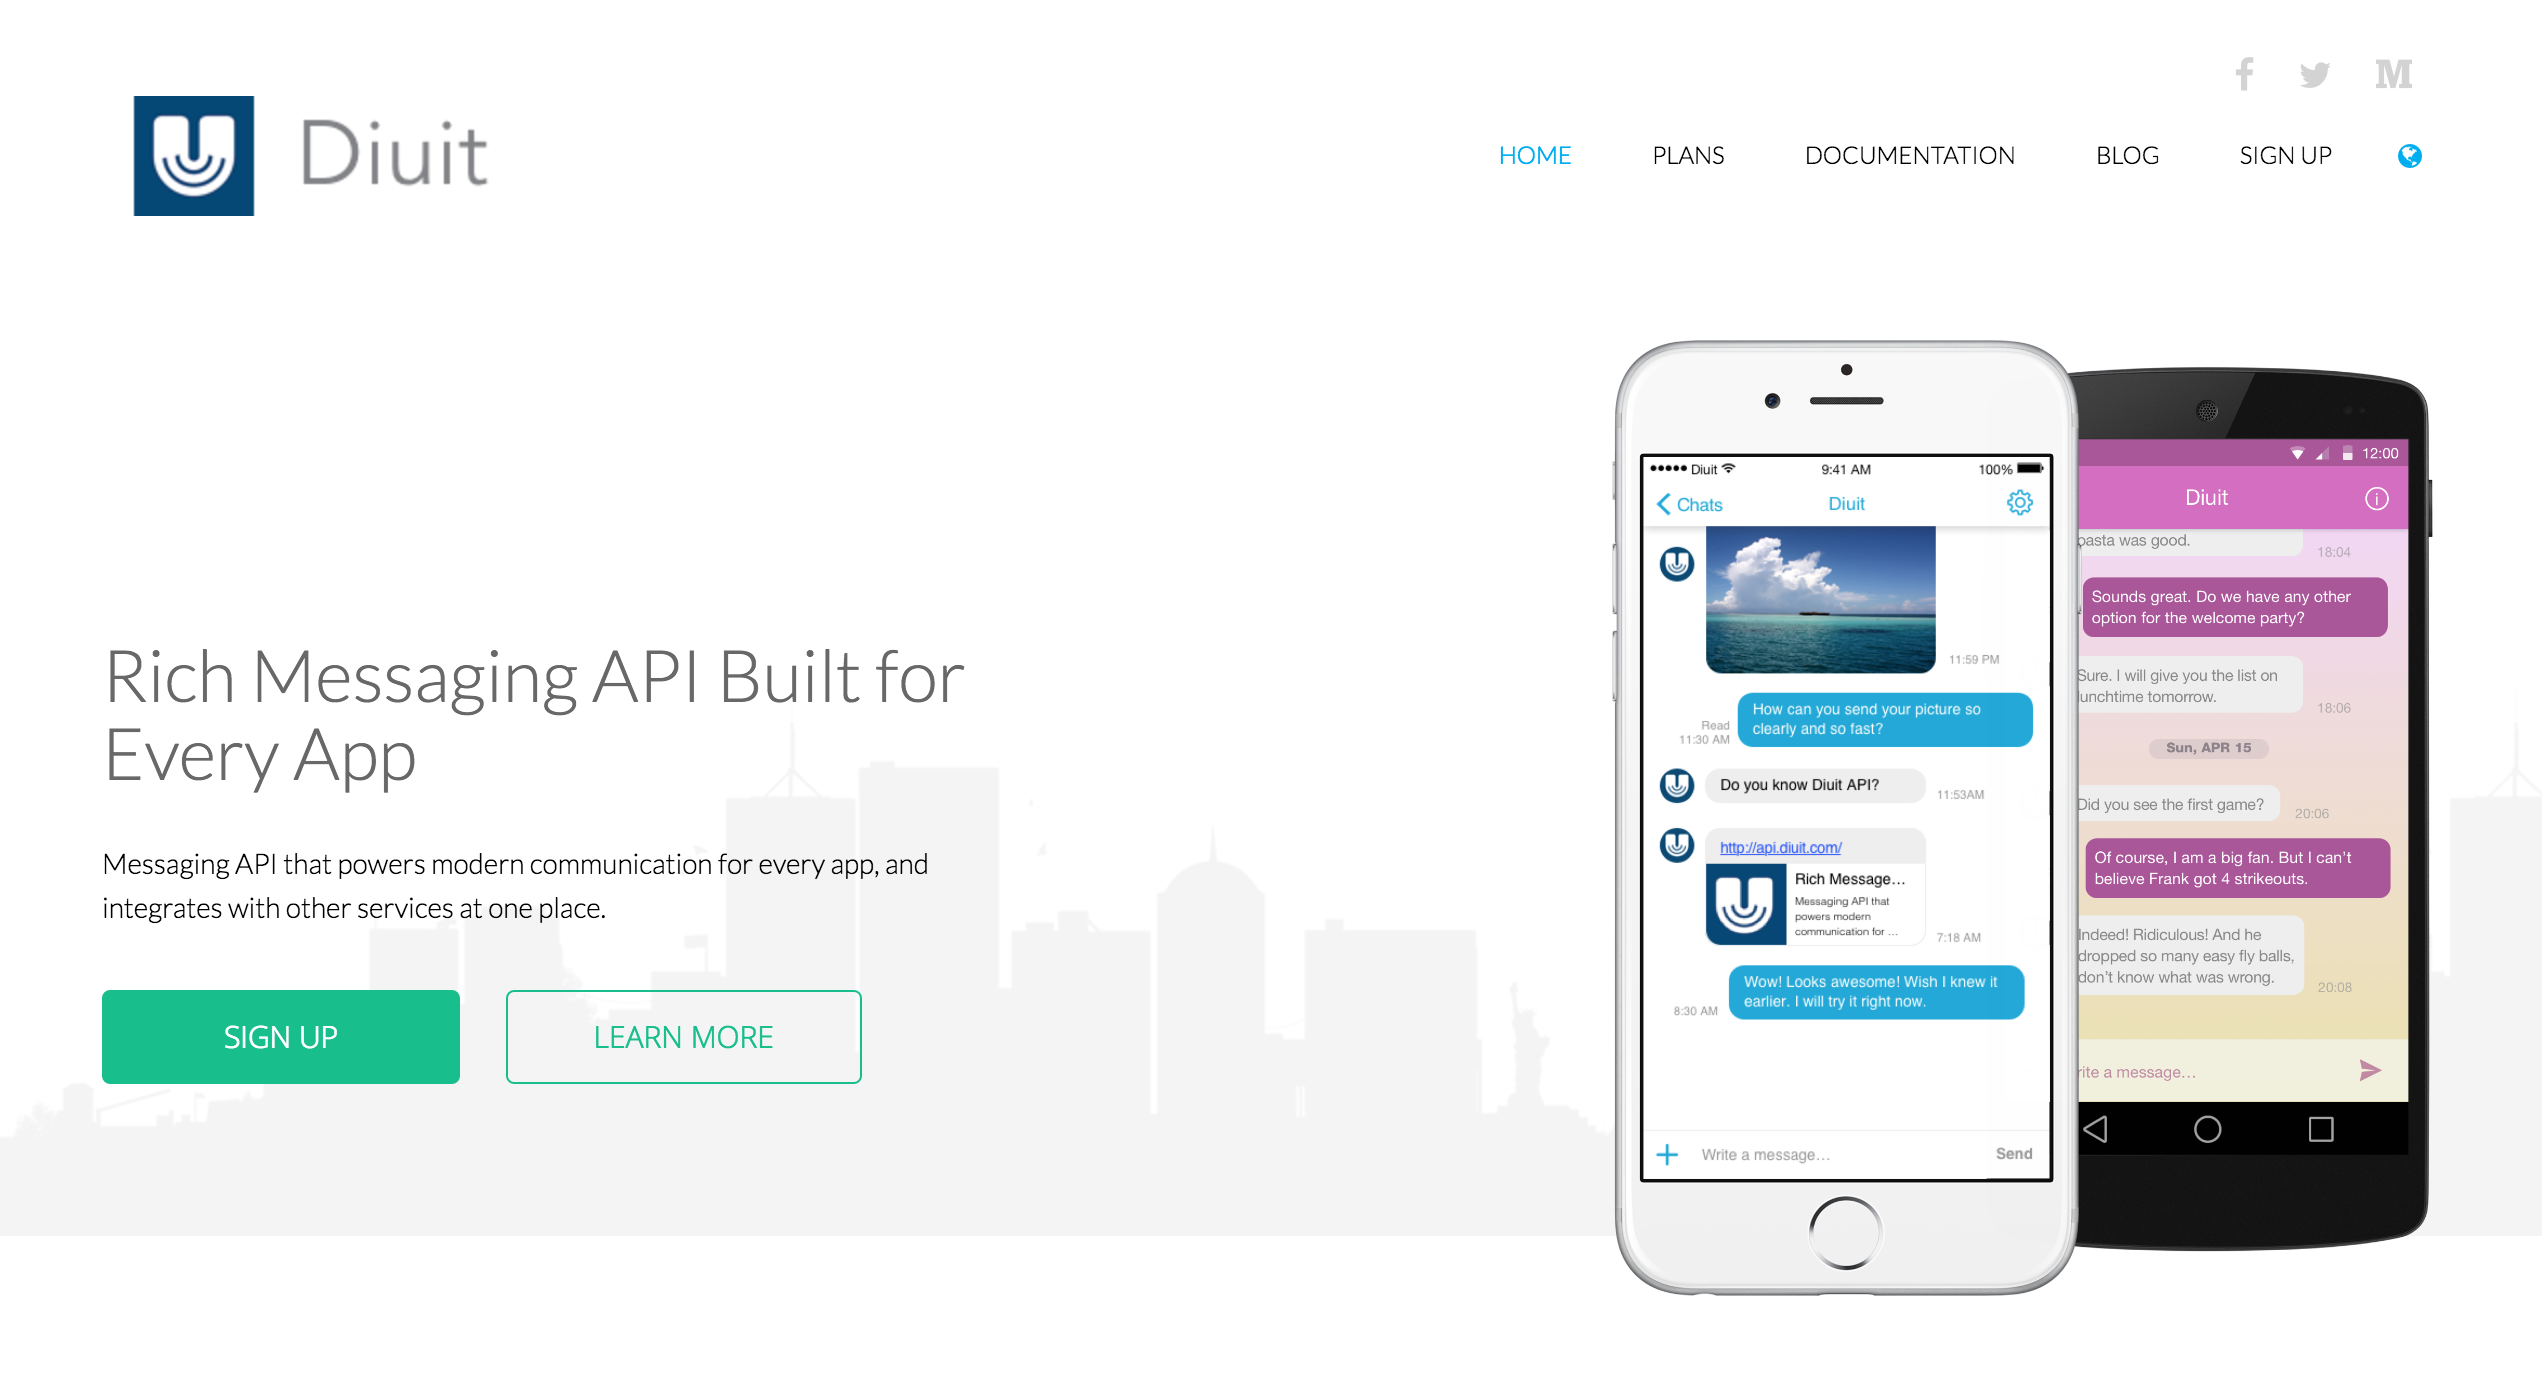 Diuit
M
HOME
PLANS
DOCUMENTATION
BLOG
SIGN UP
Rich Messaging API Built for
Every App
Messaging API that powers modern communication for every app, and
integrates with other services at one place.
SIGN UP
LEARN MORE
Diuit
9:41 AM
100%
Chats
Diuit
11:59 PM
How can you send your picture so
clearly and so fast?
Read
11:30 AM
Do you know Diuit API?
11:53AM
http://api.diuit.com/
Rich Message...
Messaging API that
powers modern
communication for ...
7:18 AM
Wow! Looks awesome! Wish I knew it
earlier. I will try it right now.
8:30 AM
Write a message...
Send
12:00
Diuit
was good.
18:04
Sounds great. Do we have any other
option for the welcome party?
Sure. I will give you the list on
tomorrow.
18:06
Sun, APR 15
Did you see the first game?
20:06
Of course, I am a big fan. But I can't
believe Frank got 4 strikeouts.
Indeed! Ridiculous! And he
dropped so many easy fly balls,
don't know what was wrong.
20:08
a message...